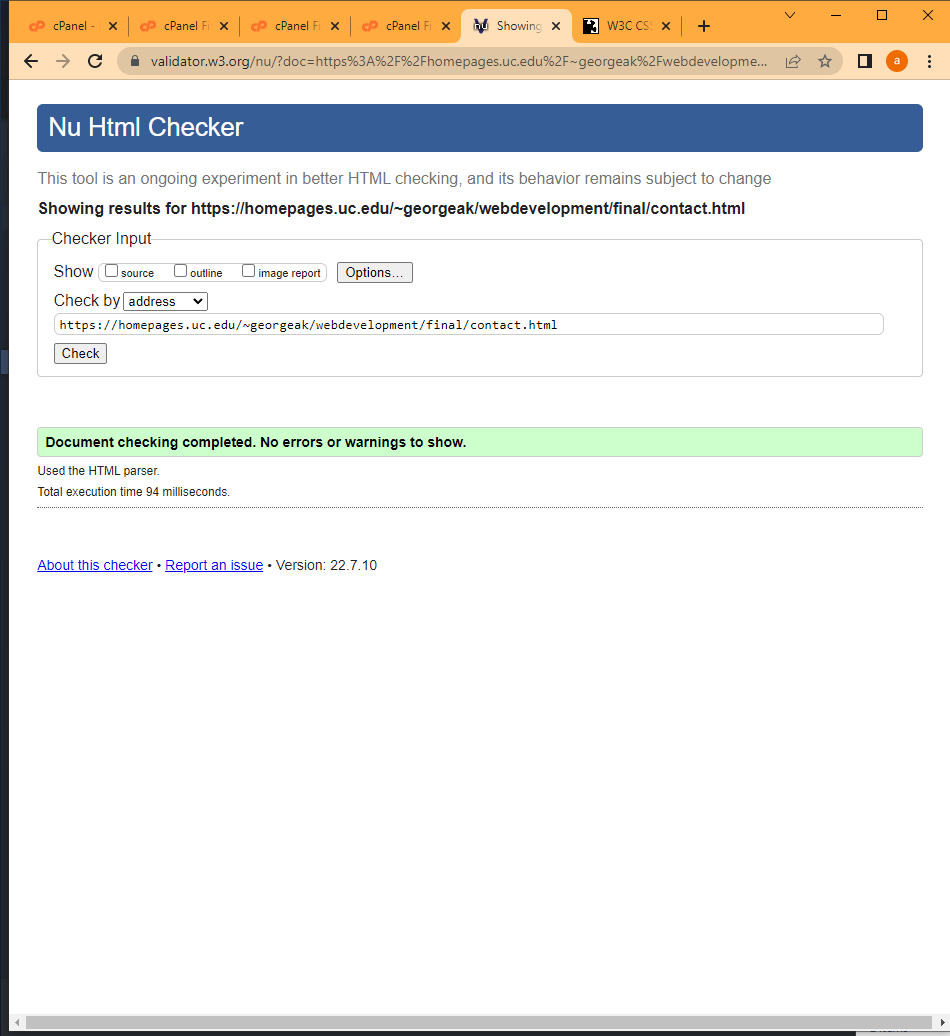 cPanel - cPanel Fi cPanel Fi cPanel Fi Showing W3C CSS
validator.w3.org/nu/?doc=https%3A%2F%2Fhomepages.uc.edu%2F~georgeak%2Fwebdevelopme... a
Nu Html Checker
This tool is an ongoing experiment in better HTML checking, and its behavior remains subject to change
Showing results for https://homepages.uc.edu/~georgeak/webdevelopment/final/contact.html
Checker Input
Show source outline image report Options...
Check by address
https://homepages.uc.edu/~georgeak/webdevelopment/final/contact.html
Check
Document checking completed. No errors or warnings to show.
Used the HTML parser.
Total execution time 94 milliseconds.
About this checker • Report an issue • Version: 22.7.10